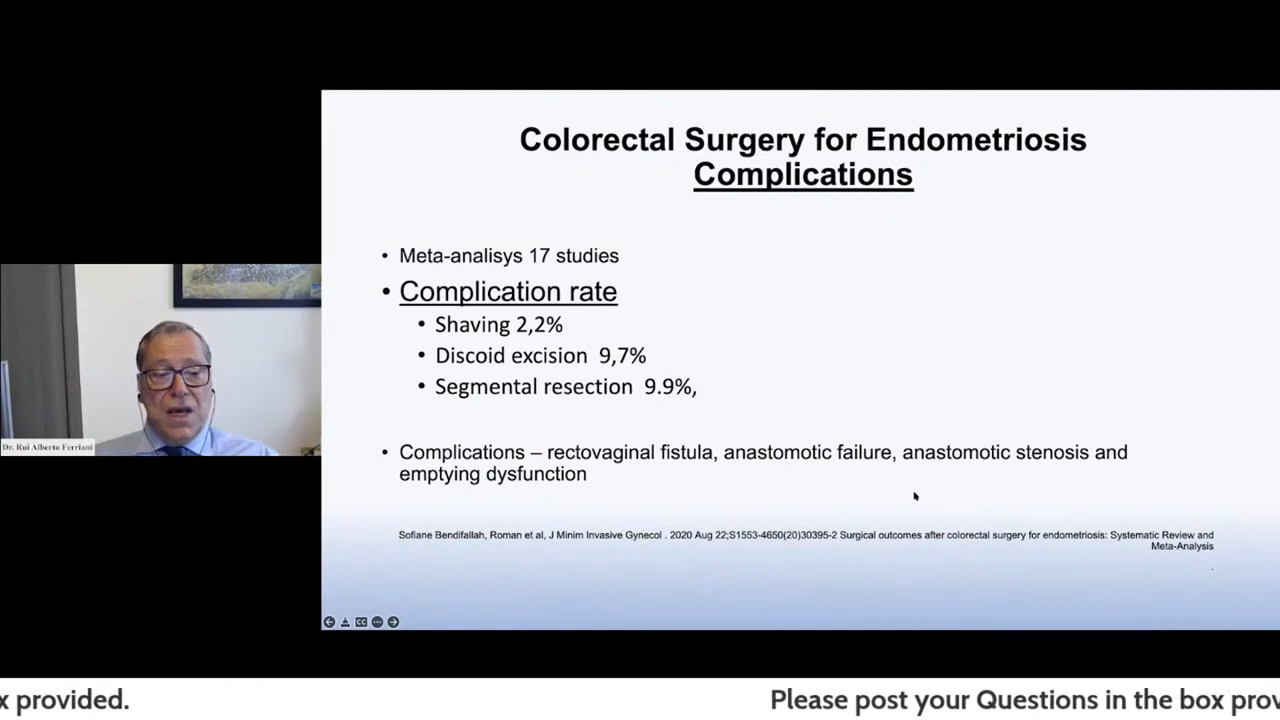 Colorectal Surgery for Endometriosis
Complications
• Meta-analisys 17 studies
• Complication rate
• Shaving 2,2%
• Discoid excision 9,7%
• Segmental resection 9.9%,
• Complications – rectovaginal fistula, anastomotic failure, anastomotic stenosis and
emptying dysfunction
Sofiane Bendifallah, Roman et al, J Minim Invasive Gynecol . 2020 Aug 22;S1553-4650(20)30395-2 Surgical outcomes after colorectal surgery for endometriosis: Systematic Review and
Meta-Analysis
.
Dr. Rui Alberto Ferriani
CC
x provided.
Please post your Questions in the box prov